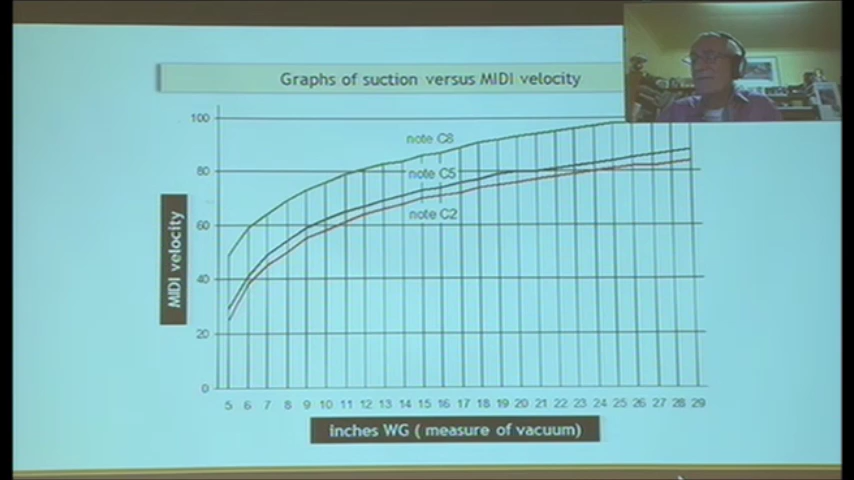 Graphs of suction versus MIDI velocity
100
80
60
40
20
0
note C8
note C5
note C2
MIDI velocity
5 6 7 8 9 10 11 12 13 14 15 16 17 18 19 20 21 22 23 24 25 26 27 28 29
inches WG ( measure of vacuum)